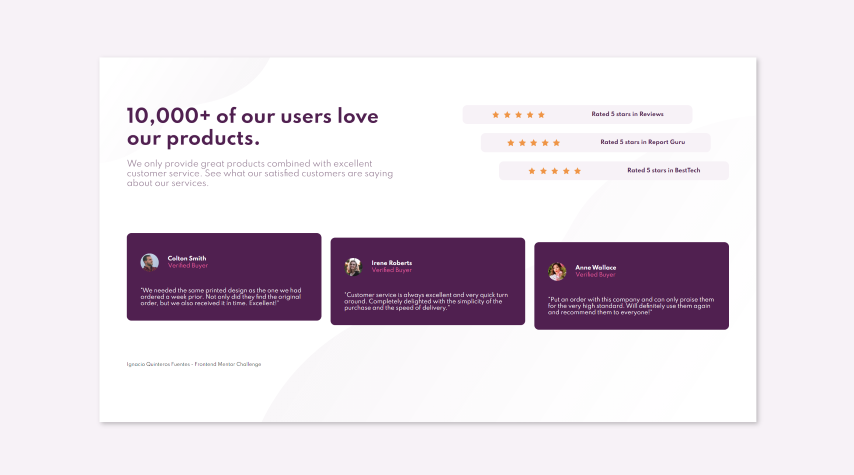 10,000+ of our users love
our products.
We only provide great products combined with excellent
customer service. See what our satisfied customers are saying
about our services.
Rated 5 stars in Reviews
Rated 5 stars in Report Guru
Rated 5 stars in BestTech
Colton Smith
Verified Buyer
"We needed the same printed design as the one we had
ordered a week prior. Not only did they find the original
order, but we also received it in time. Excellent!"
Irene Roberts
Verified Buyer
"Customer service is always excellent and very quick turn
around. Completely delighted with the simplicity of the
purchase and the speed of delivery."
Anne Wallace
Verified Buyer
"Put an order with this company and can only praise them
for the very high standard. Will definitely use them again
and recommend them to everyone!"
Ignacio Quinteros Fuentes - Frontend Mentor Challenge